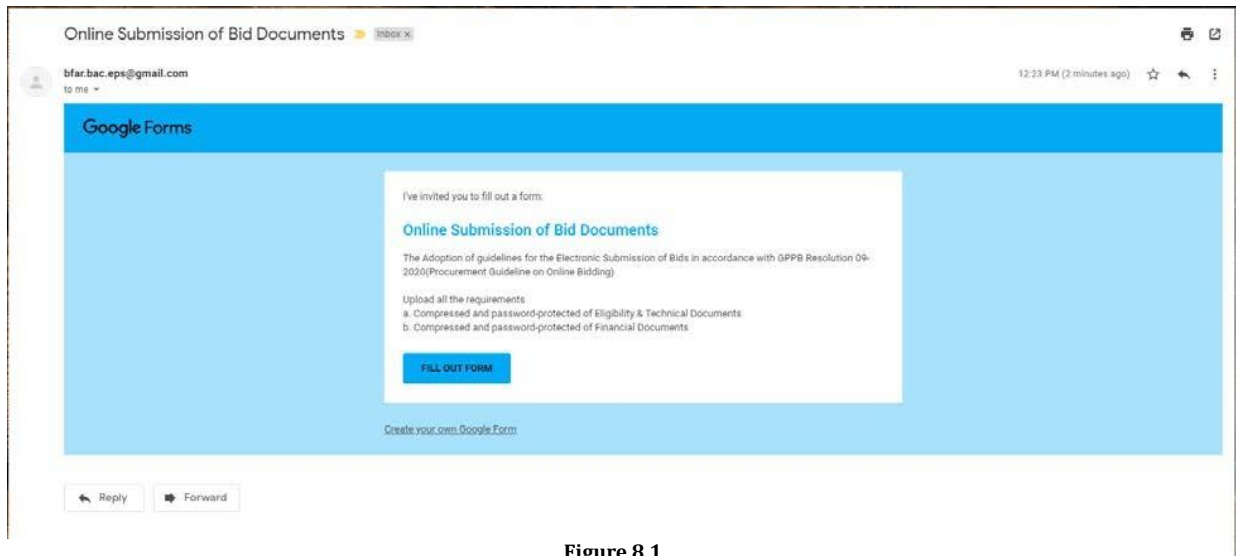 Online Submission of Bid Documents
Inbox x
bfar.bac.eps@gmail.com
12:23 PM (2 minutes ago)
to me
Google Forms
I've invited you to fill out a form:
Online Submission of Bid Documents
The Adoption of guidelines for the Electronic Submission of Bids in accordance with GPPB Resolution 09-
2020(Procurement Guideline on Online Bidding)
Upload all the requirements
a. Compressed and password-protected of Eligibility & Technical Documents
b. Compressed and password-protected of Financial Documents
FILL OUT FORM
Create your own Google Form
Reply
Forward
Figure 8.1